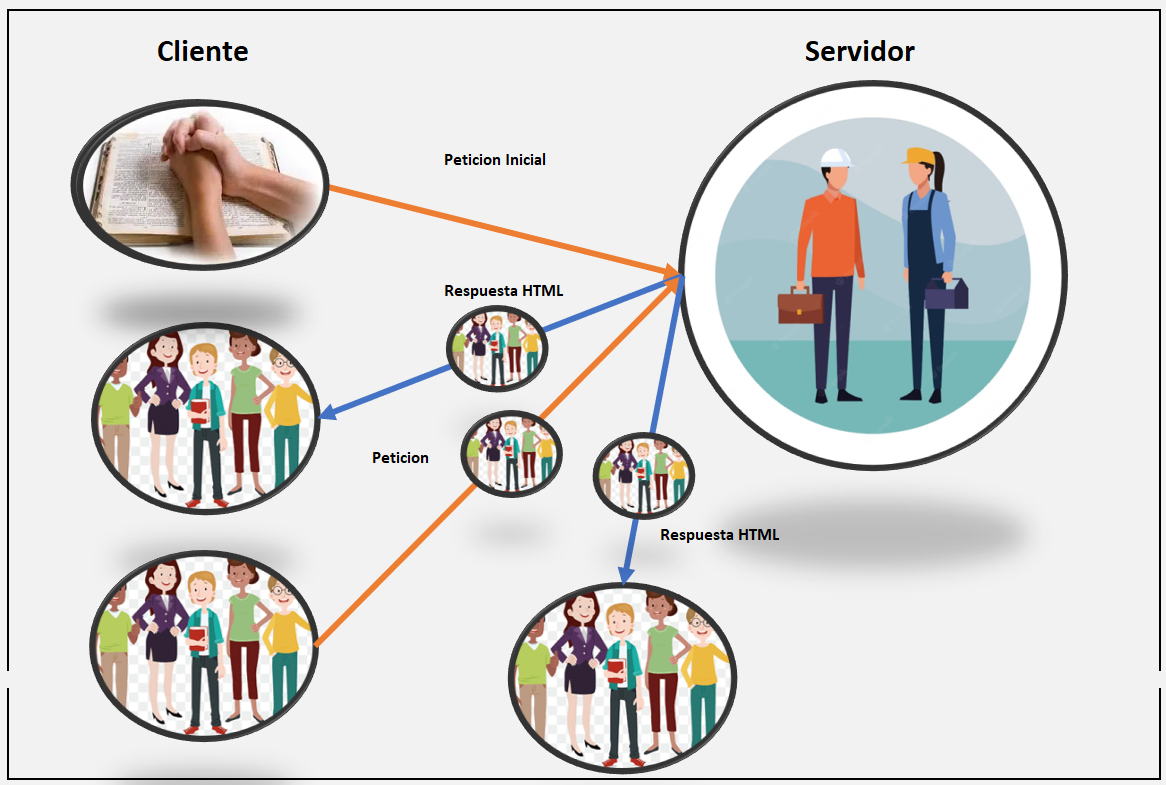 Cliente
Servidor
Peticion Inicial
Respuesta HTML
Peticion
Respuesta HTML